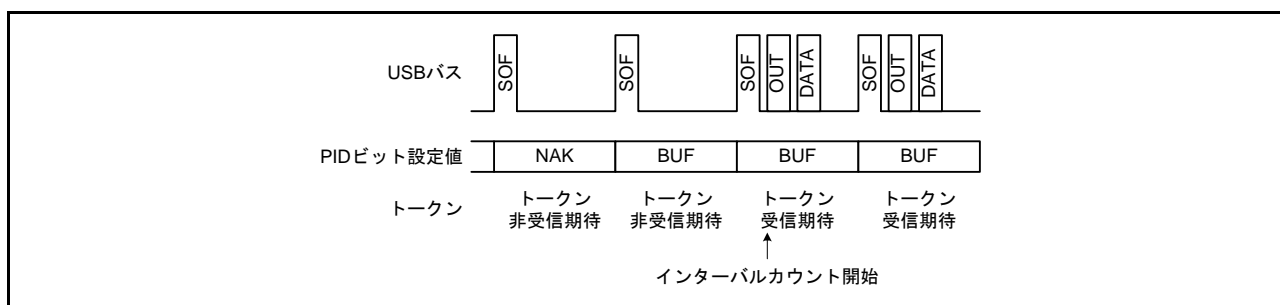 USBバス
SOF
SOF
SOF
OUT
DATA
SOF
OUT
DATA
PIDビット設定値
NAK
BUF
BUF
BUF
トークン
トークン
非受信期待
トークン
非受信期待
トークン
受信期待
トークン
受信期待
インターバルカウント開始